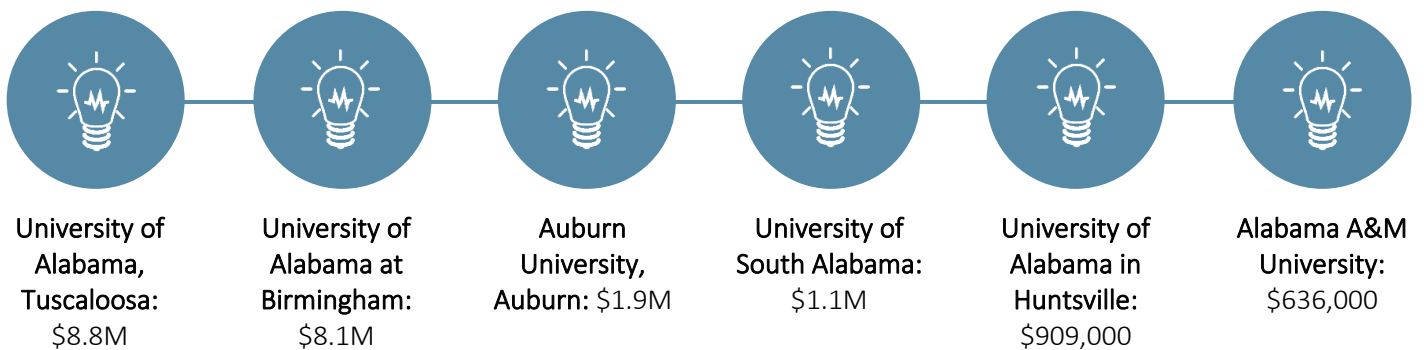 University of
Alabama,
Tuscaloosa:
$8.8M
University of
Alabama at
Birmingham:
$8.1M
Auburn
University,
Auburn: $1.9M
University of
South Alabama:
$1.1M
University of
Alabama in
Huntsville:
$909,000
Alabama A&M
University:
$636,000